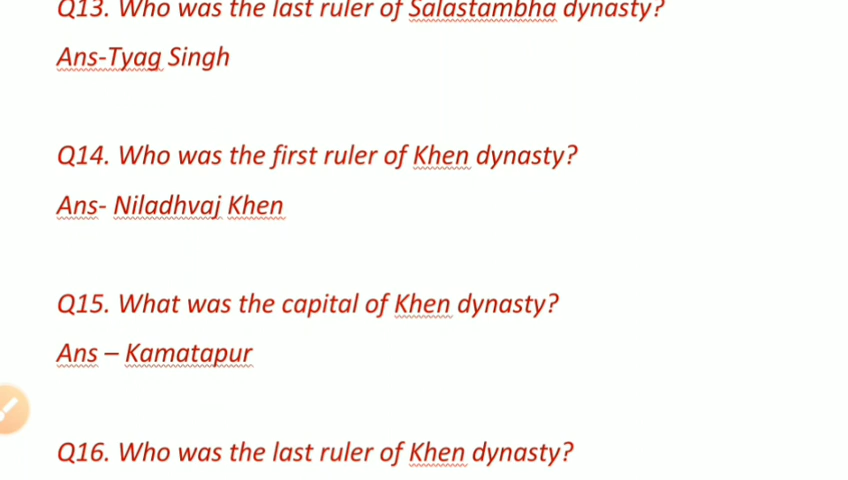 Q13. Who was the last ruler of Salastambha dynasty?
Ans-Tyag Singh
Q14. Who was the first ruler of Khen dynasty?
Ans- Niladhvaj Khen
Q15. What was the capital of Khen dynasty?
Ans – Kamatapur
Q16. Who was the last ruler of Khen dynasty?